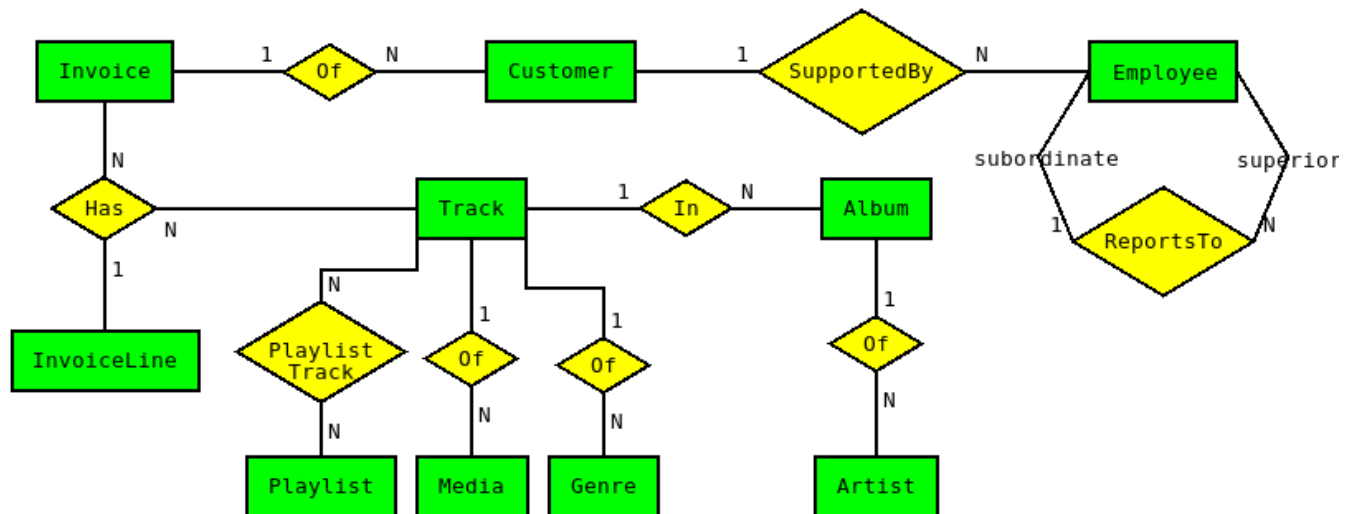 Invoice 1 Of N Customer 1 SupportedBy N Employee
N subordinate superior
Has N Track 1 In N Album 1 ReportsTo N
1 N 1 1 1
InvoiceLine Playlist Of Of Of
Track
N N N N
Playlist Media Genre Artist